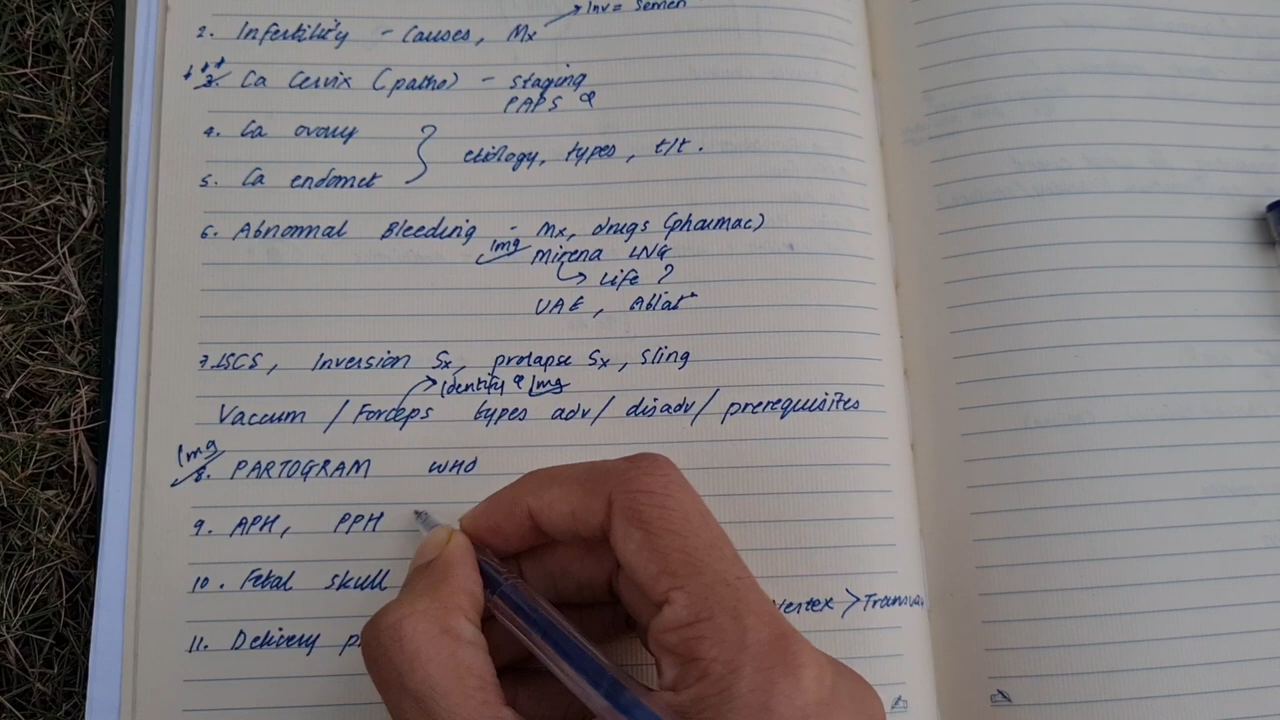 Inv = Semen
2. Infertility - Causes, Mx
+++ 3. Ca Cervix (patho) - staging
PAPS Q
4. Ca ovary
etiology, types, t/t.
5. Ca endomet
6. Abnormal Bleeding - Mx, drugs (pharmac)
Img Mirena LNG
Life ?
UAE, Ablatⁿ
7. LSCS, Inversion Sx, prolapse Sx, sling
Identify Q Img
Vaccum / Forceps types adv/ disadv/ prerequisites
Img
8. PARTOGRAM WHO
9. APH, PPH
10. Fetal skull
Vertex > Transva
11. Delivery p